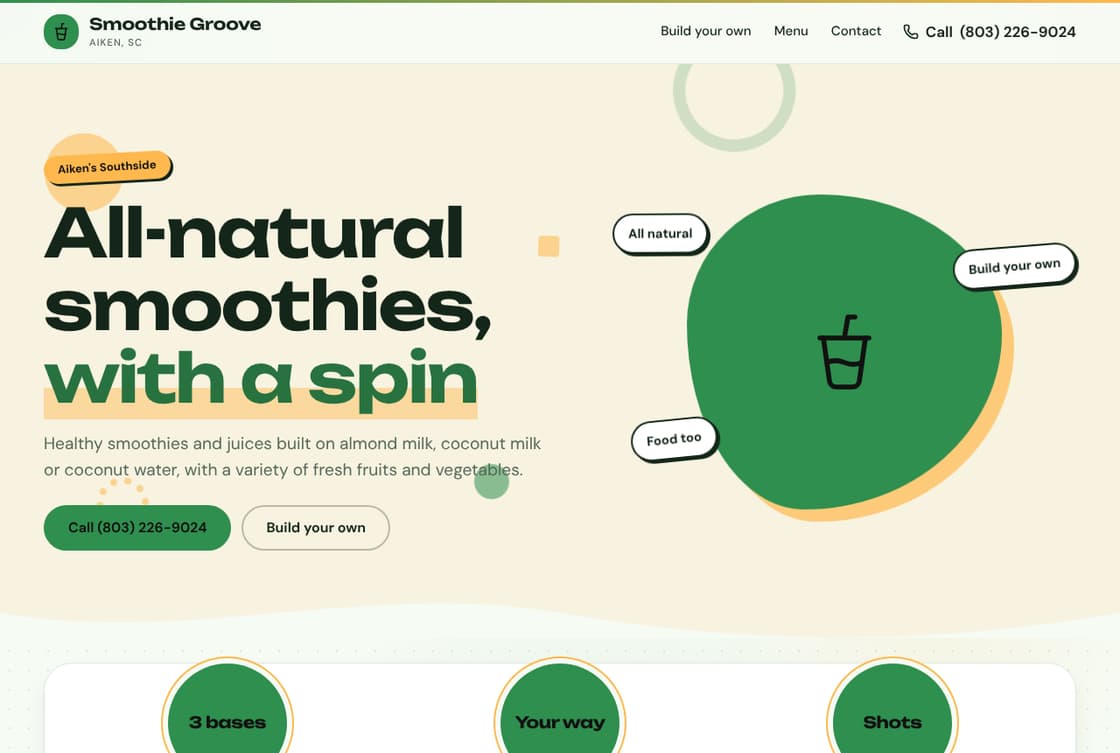 Smoothie Groove
AIKEN, SC
Build your own
Menu
Contact
Call (803) 226-9024
Aiken's Southside
All-natural
smoothies,
with a spin
Healthy smoothies and juices built on almond milk, coconut milk
or coconut water, with a variety of fresh fruits and vegetables.
Call (803) 226-9024
Build your own
All natural
Build your own
Food too
3 bases
Your way
Shots